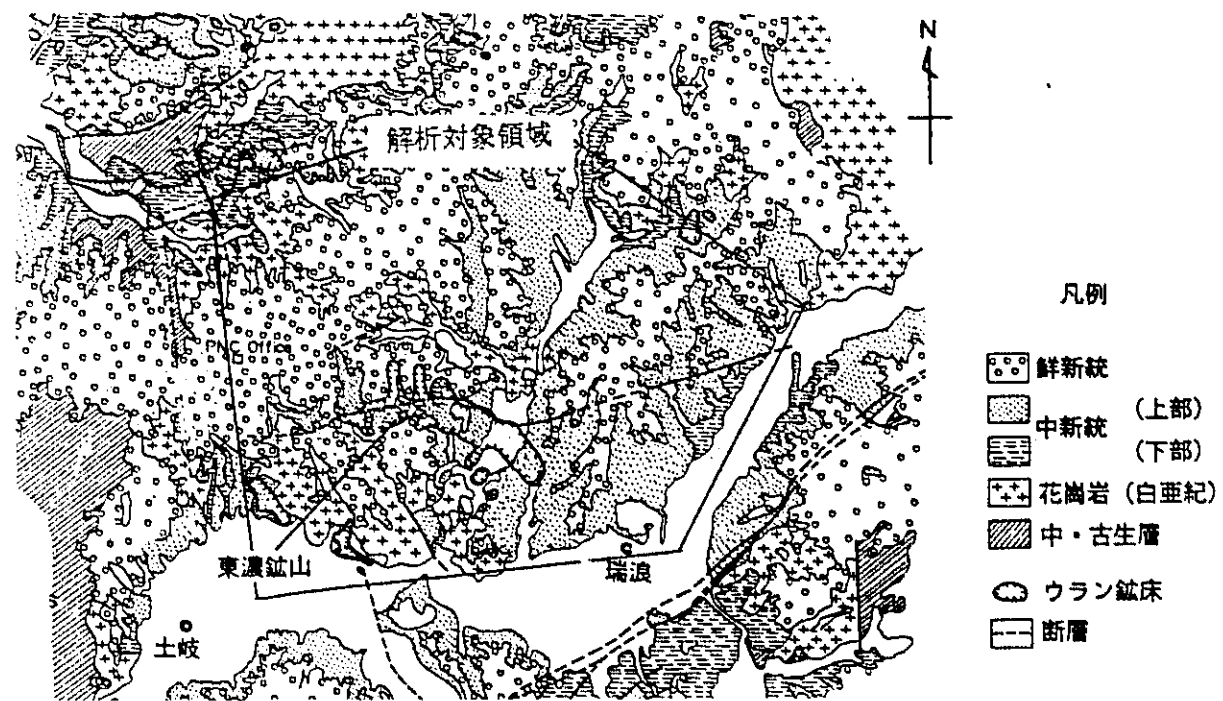 N
解析対象領域
PNC Office
東濃鉱山
瑞浪
土岐
凡例
鮮新統
中新統 (上部)
(下部)
花崗岩 (白亜紀)
中・古生層
ウラン鉱床
断層